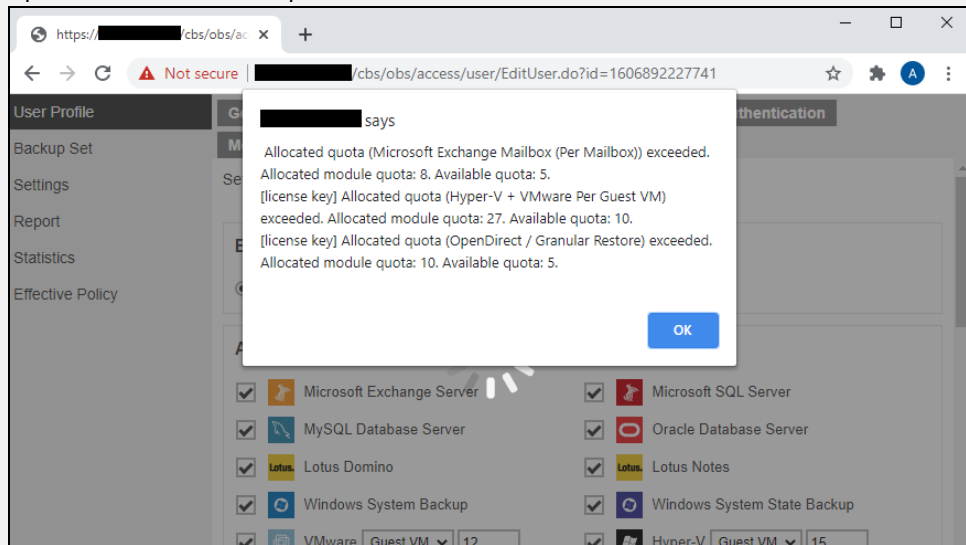 https:// /cbs/obs/ac
Not secure | /cbs/obs/access/user/EditUser.do?id=1606892227741
A
User Profile
Backup Set
Settings
Report
Statistics
Effective Policy
says
Allocated quota (Microsoft Exchange Mailbox (Per Mailbox)) exceeded.
Allocated module quota: 8. Available quota: 5.
[license key] Allocated quota (Hyper-V + VMware Per Guest VM)
exceeded. Allocated module quota: 27. Available quota: 10.
[license key] Allocated quota (OpenDirect / Granular Restore) exceeded.
Allocated module quota: 10. Available quota: 5.
OK
Microsoft Exchange Server
Microsoft SQL Server
MySQL Database Server
Oracle Database Server
Lotus. Lotus Domino
Lotus. Lotus Notes
Windows System Backup
Windows System State Backup
VMware Guest VM 12
Hyper-V Guest VM 15